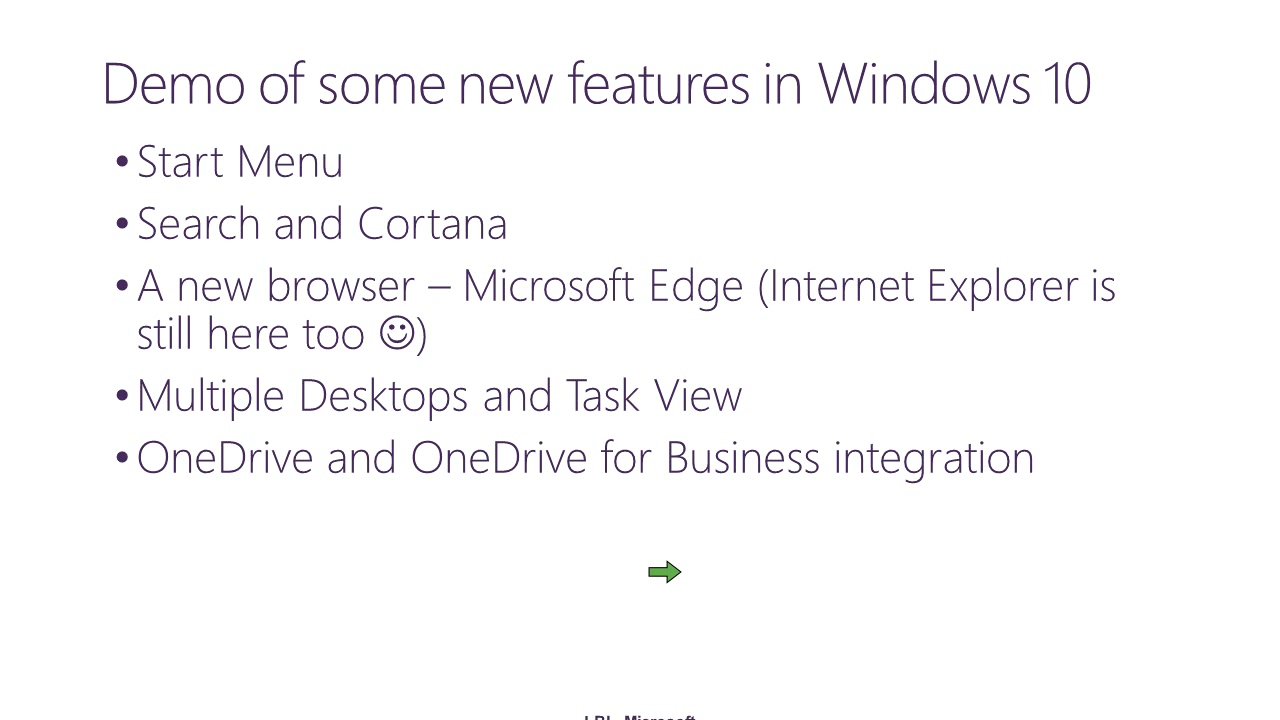 Demo of some new features in Windows 10
• Start Menu
• Search and Cortana
• A new browser – Microsoft Edge (Internet Explorer is
still here too ☺)
• Multiple Desktops and Task View
• OneDrive and OneDrive for Business integration
Microsoft